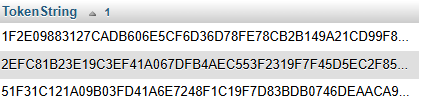 TokenString 1
1F2E09883127CADB606E5CF6D36D78FE78CB2B149A21CD99F8...
2EFC81B23E19C3EF41A067DFB4AEC553F2319F7F45D5EC2F85...
51F31C121A09B03FD41A6E7248F1C19F7D83BDB0746DEAACA9...